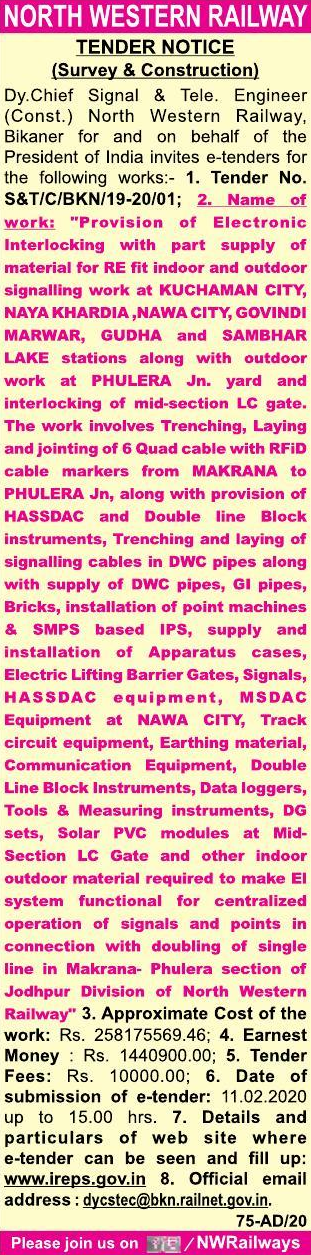 NORTH WESTERN RAILWAY
TENDER NOTICE
(Survey & Construction)
Dy.Chief Signal & Tele. Engineer
(Const.) North Western Railway,
Bikaner for and on behalf of the
President of India invites e-tenders for
the following works:- 1. Tender No.
S&T/C/BKN/19-20/01; 2. Name of
work: "Provision of Electronic
Interlocking with part supply of
material for RE fit indoor and outdoor
signalling work at KUCHAMAN CITY,
NAYA KHARDIA ,NAWA CITY, GOVINDI
MARWAR, GUDHA and SAMBHAR
LAKE stations along with outdoor
work at PHULERA Jn. yard and
interlocking of mid-section LC gate.
The work involves Trenching, Laying
and jointing of 6 Quad cable with RFiD
cable markers from MAKRANA to
PHULERA Jn, along with provision of
HASSDAC and Double line Block
instruments, Trenching and laying of
signalling cables in DWC pipes along
with supply of DWC pipes, GI pipes,
Bricks, installation of point machines
& SMPS based IPS, supply and
installation of Apparatus cases,
Electric Lifting Barrier Gates, Signals,
HASSDAC equipment, MSDAC
Equipment at NAWA CITY, Track
circuit equipment, Earthing material,
Communication Equipment, Double
Line Block Instruments, Data loggers,
Tools & Measuring instruments, DG
sets, Solar PVC modules at Mid-
Section LC Gate and other indoor
outdoor material required to make EI
system functional for centralized
operation of signals and points in
connection with doubling of single
line in Makrana- Phulera section of
Jodhpur Division of North Western
Railway" 3. Approximate Cost of the
work: Rs. 258175569.46; 4. Earnest
Money : Rs. 1440900.00; 5. Tender
Fees: Rs. 10000.00; 6. Date of
submission of e-tender: 11.02.2020
up to 15.00 hrs. 7. Details and
particulars of web site where
e-tender can be seen and fill up:
www.ireps.gov.in 8. Official email
address : dycstec@bkn.railnet.gov.in.
75-AD/20
Please join us on /NWRailways